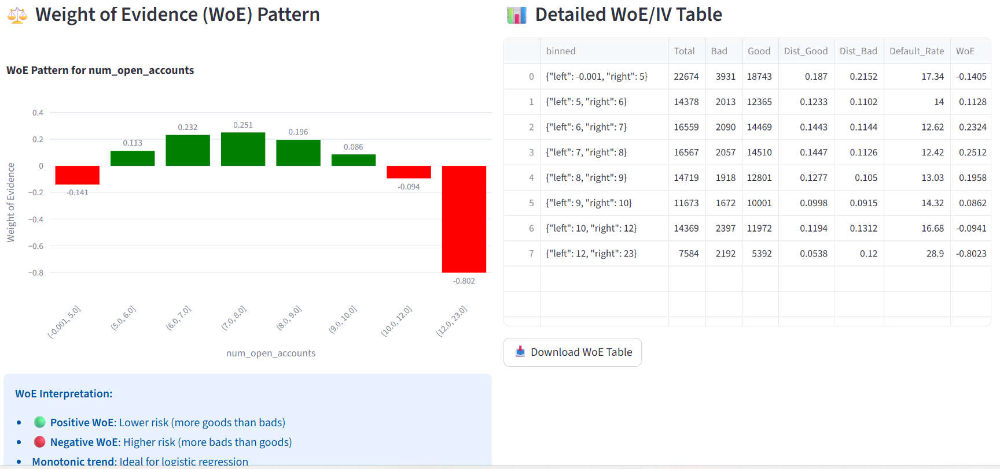 Weight of Evidence (WoE) Pattern
WoE Pattern for num_open_accounts
0.4
0.2
0
−0.2
−0.4
−0.6
−0.8
Weight of Evidence
-0.141
0.113
0.232
0.251
0.196
0.086
-0.094
-0.802
(-0.001, 5.0]
(5.0, 6.0]
(6.0, 7.0]
(7.0, 8.0]
(8.0, 9.0]
(9.0, 10.0]
(10.0, 12.0]
(12.0, 23.0]
num_open_accounts
WoE Interpretation:
Positive WoE: Lower risk (more goods than bads)
Negative WoE: Higher risk (more bads than goods)
Monotonic trend: Ideal for logistic regression
Detailed WoE/IV Table
binned Total Bad Good Dist_Good Dist_Bad Default_Rate WoE
0 {"left": -0.001, "right": 5} 22674 3931 18743 0.187 0.2152 17.34 -0.1405
1 {"left": 5, "right": 6} 14378 2013 12365 0.1233 0.1102 14 0.1128
2 {"left": 6, "right": 7} 16559 2090 14469 0.1443 0.1144 12.62 0.2324
3 {"left": 7, "right": 8} 16567 2057 14510 0.1447 0.1126 12.42 0.2512
4 {"left": 8, "right": 9} 14719 1918 12801 0.1277 0.105 13.03 0.1958
5 {"left": 9, "right": 10} 11673 1672 10001 0.0998 0.0915 14.32 0.0862
6 {"left": 10, "right": 12} 14369 2397 11972 0.1194 0.1312 16.68 -0.0941
7 {"left": 12, "right": 23} 7584 2192 5392 0.0538 0.12 28.9 -0.8023
Download WoE Table